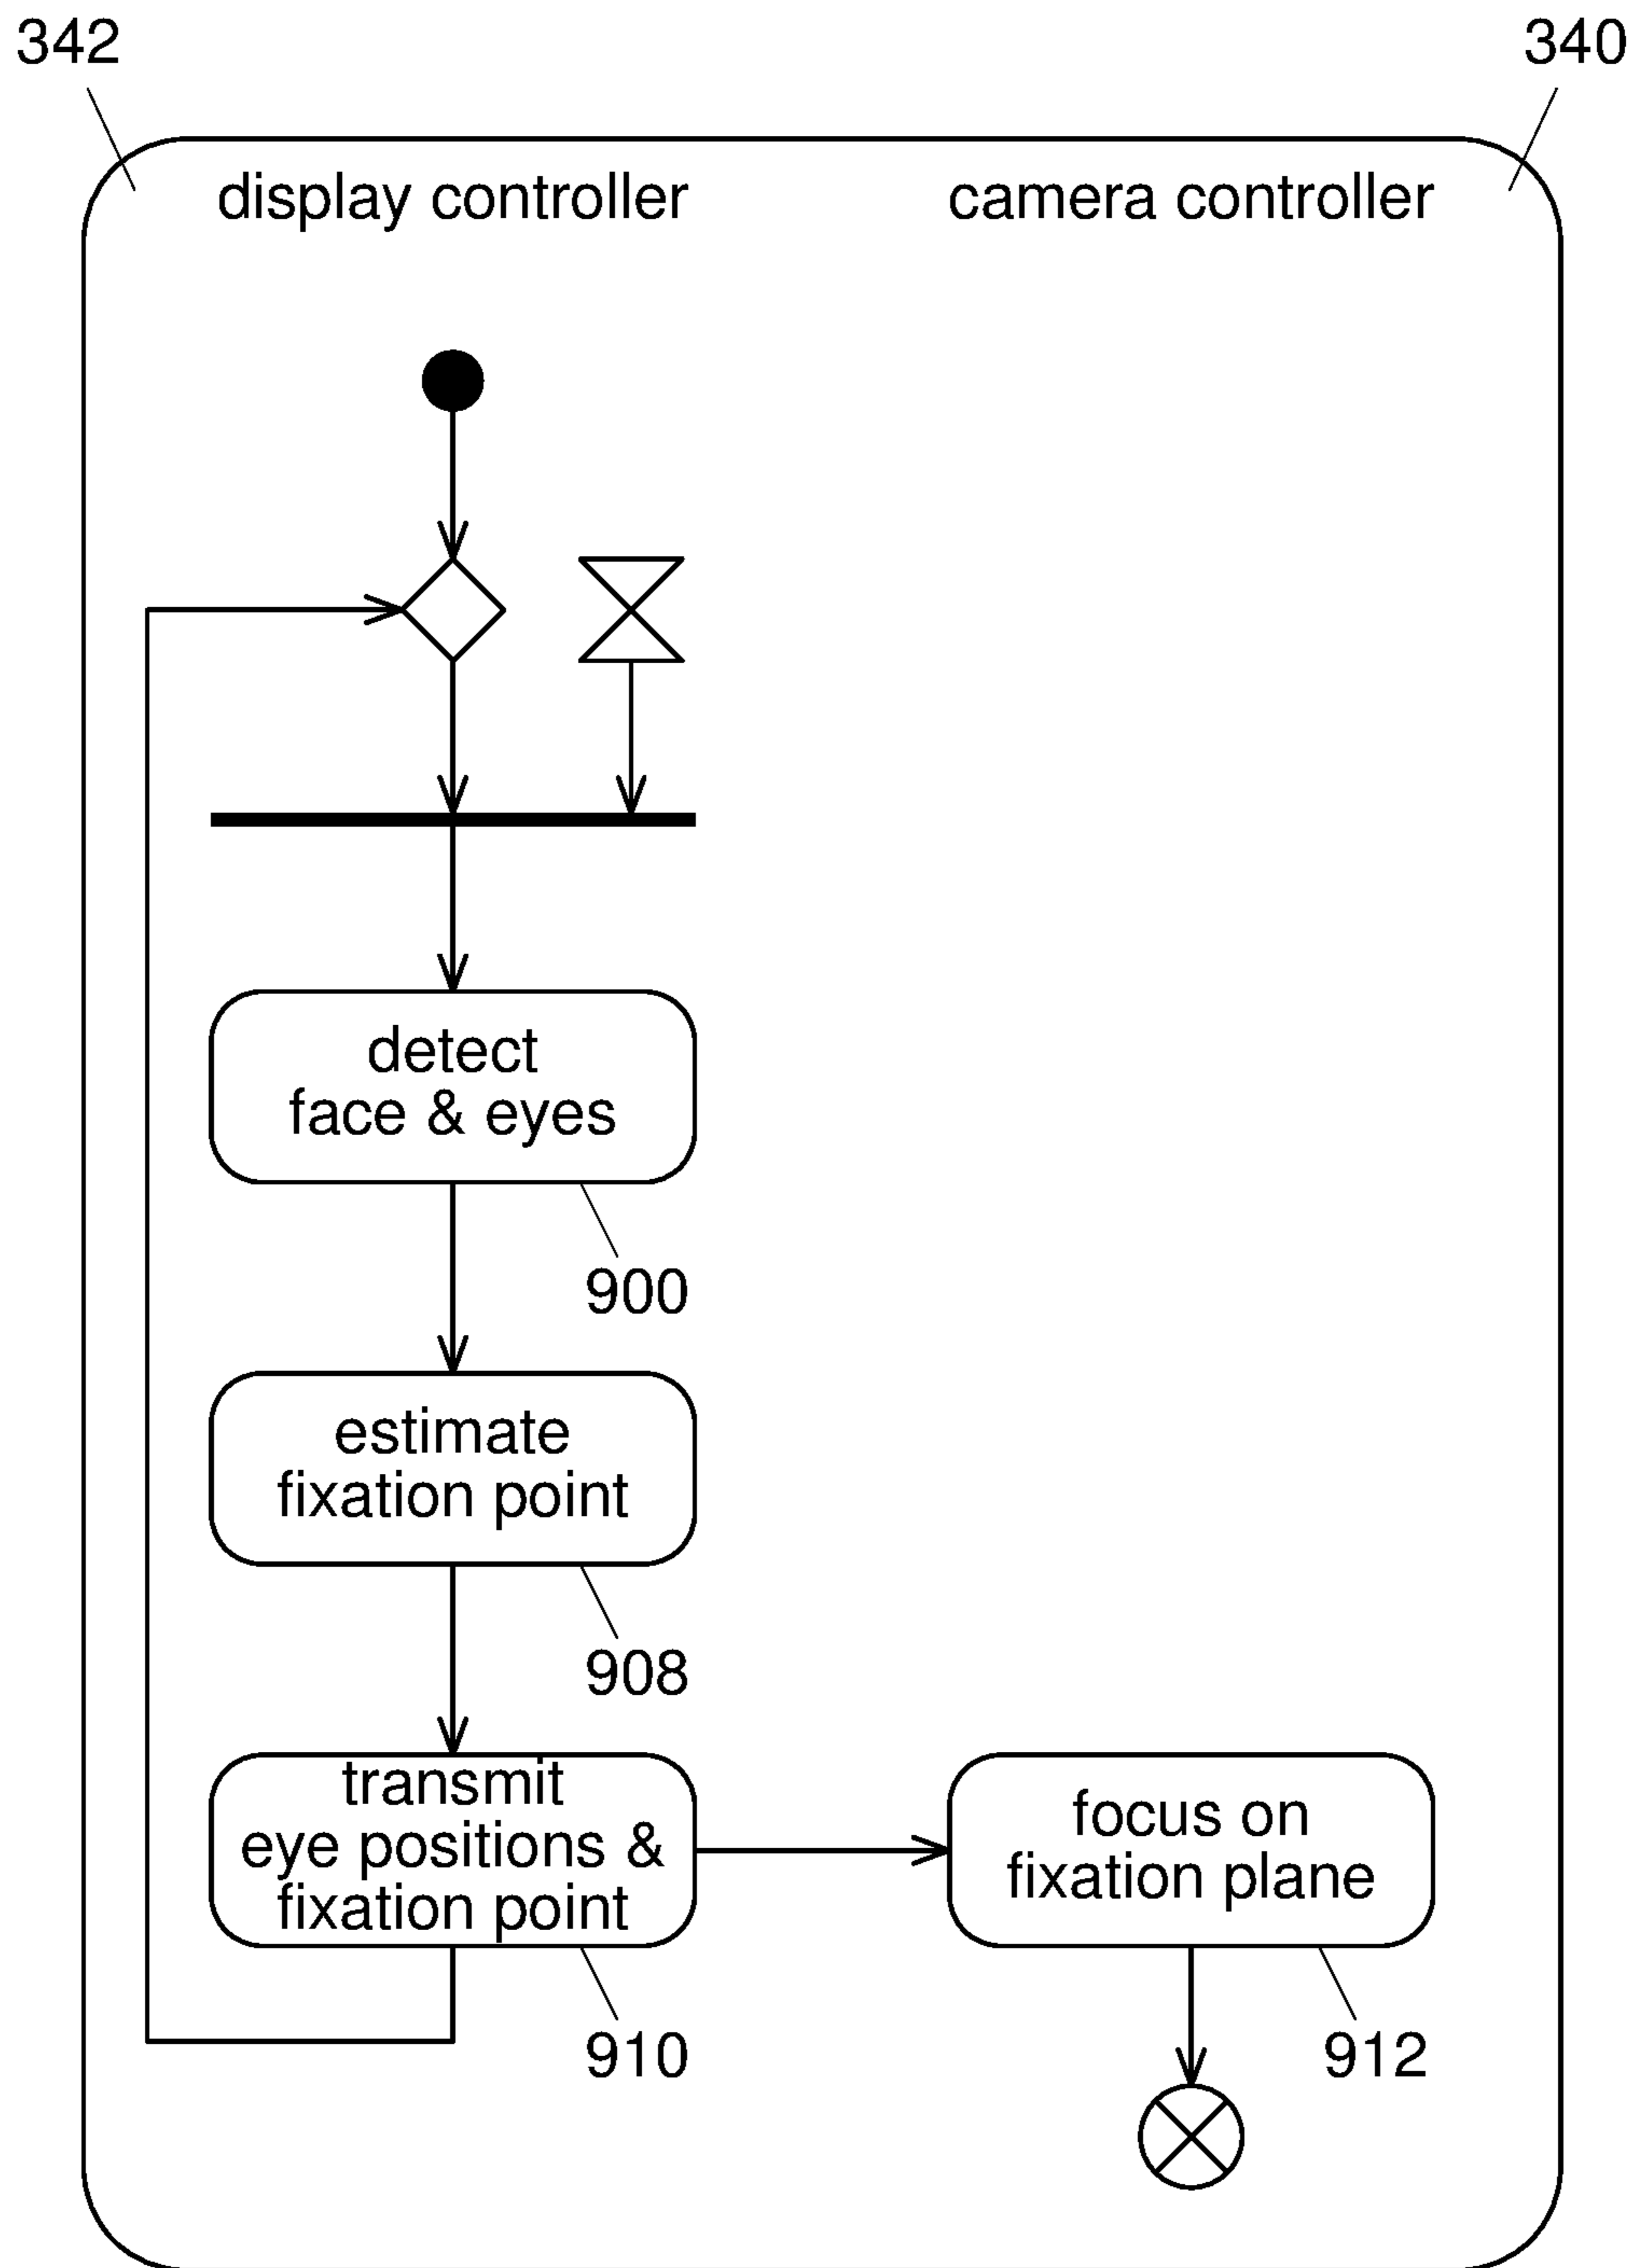 342
340
display controller
camera controller
detect
face & eyes
900
estimate
fixation point
908
transmit
eye positions &
fixation point
910
focus on
fixation plane
912